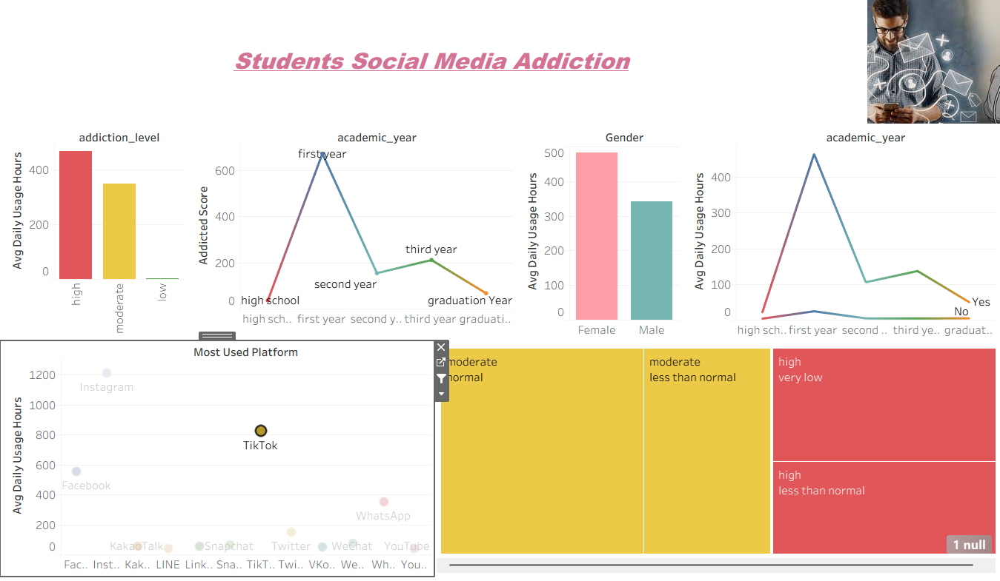 Students Social Media Addiction
addiction_level
Avg Daily Usage Hours
400
200
0
high
moderate
low
academic_year
Addicted Score
600
400
200
0
first year
third year
second year
high school
graduation Year
high sch.. first year second y.. third year graduati..
Gender
Avg Daily Usage Hours
500
400
300
200
100
0
Female Male
academic_year
Avg Daily Usage Hours
400
300
200
100
0
Yes
No
high sch.. first year second .. third ye.. graduat..
Most Used Platform
Avg Daily Usage Hours
1200
1000
800
600
400
200
0
Instagram
TikTok
Facebook
WhatsApp
KakaoTalk Snapchat Twitter WeChat YouTube
Fac.. Inst.. Kak.. LINE Link.. Sna.. TikT.. Twi.. VKo.. We.. Wh.. You..
moderate
normal
moderate
less than normal
high
very low
high
less than normal
1 null